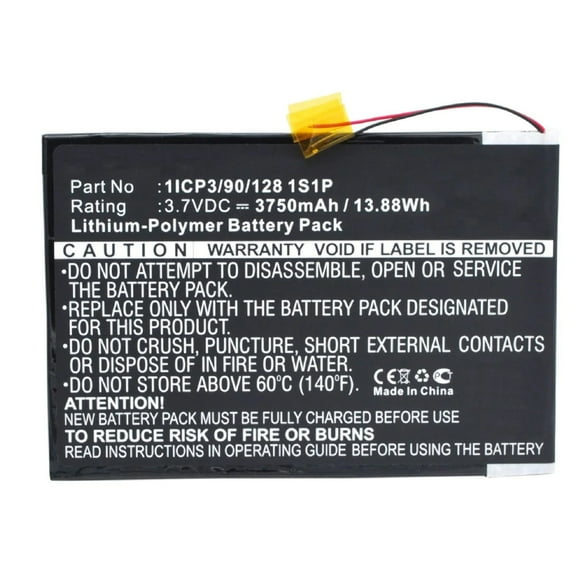 Part No    :1ICP3/90/128 1S1P
Rating     :3.7VDC ⎓ 3750mAh / 13.88Wh
Lithium-Polymer Battery Pack
CAUTION WARRANTY VOID IF LABEL IS REMOVED
•DO NOT ATTEMPT TO DISASSEMBLE, OPEN OR SERVICE
THE BATTERY PACK.
•REPLACE ONLY WITH THE BATTERY PACK DESIGNATED
FOR THIS PRODUCT.
•DO NOT CRUSH, PUNCTURE, SHORT EXTERNAL CONTACTS
OR DISPOSE OF IN FIRE OR WATER.
•DO NOT STORE ABOVE 60°C (140°F).
CE
Made In China
ATTENTION!
NEW BATTERY PACK MUST BE FULLY CHARGED BEFORE USE.
TO REDUCE RISK OF FIRE OR BURNS
READ USER MANUAL BEFORE USING THE BATTERY